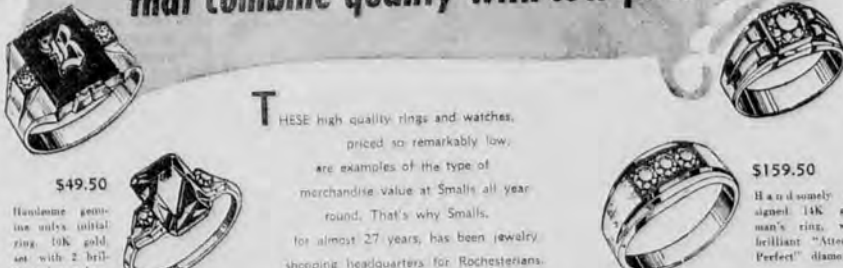 that combine quality with low
THESE high quality rings and watches,
priced so remarkably low,
are examples of the type of
merchandise value at Smalls all year
round. That's why Smalls,
for almost 27 years, has been jewelry
shopping headquarters for Rochesterians.
$49.50
Handsome genu-
ine onyx initial
ring. 10K gold,
set with 2 bril-
$159.50
Handsomely
signed 14K
man's ring,
brilliant
Perfect" diamo